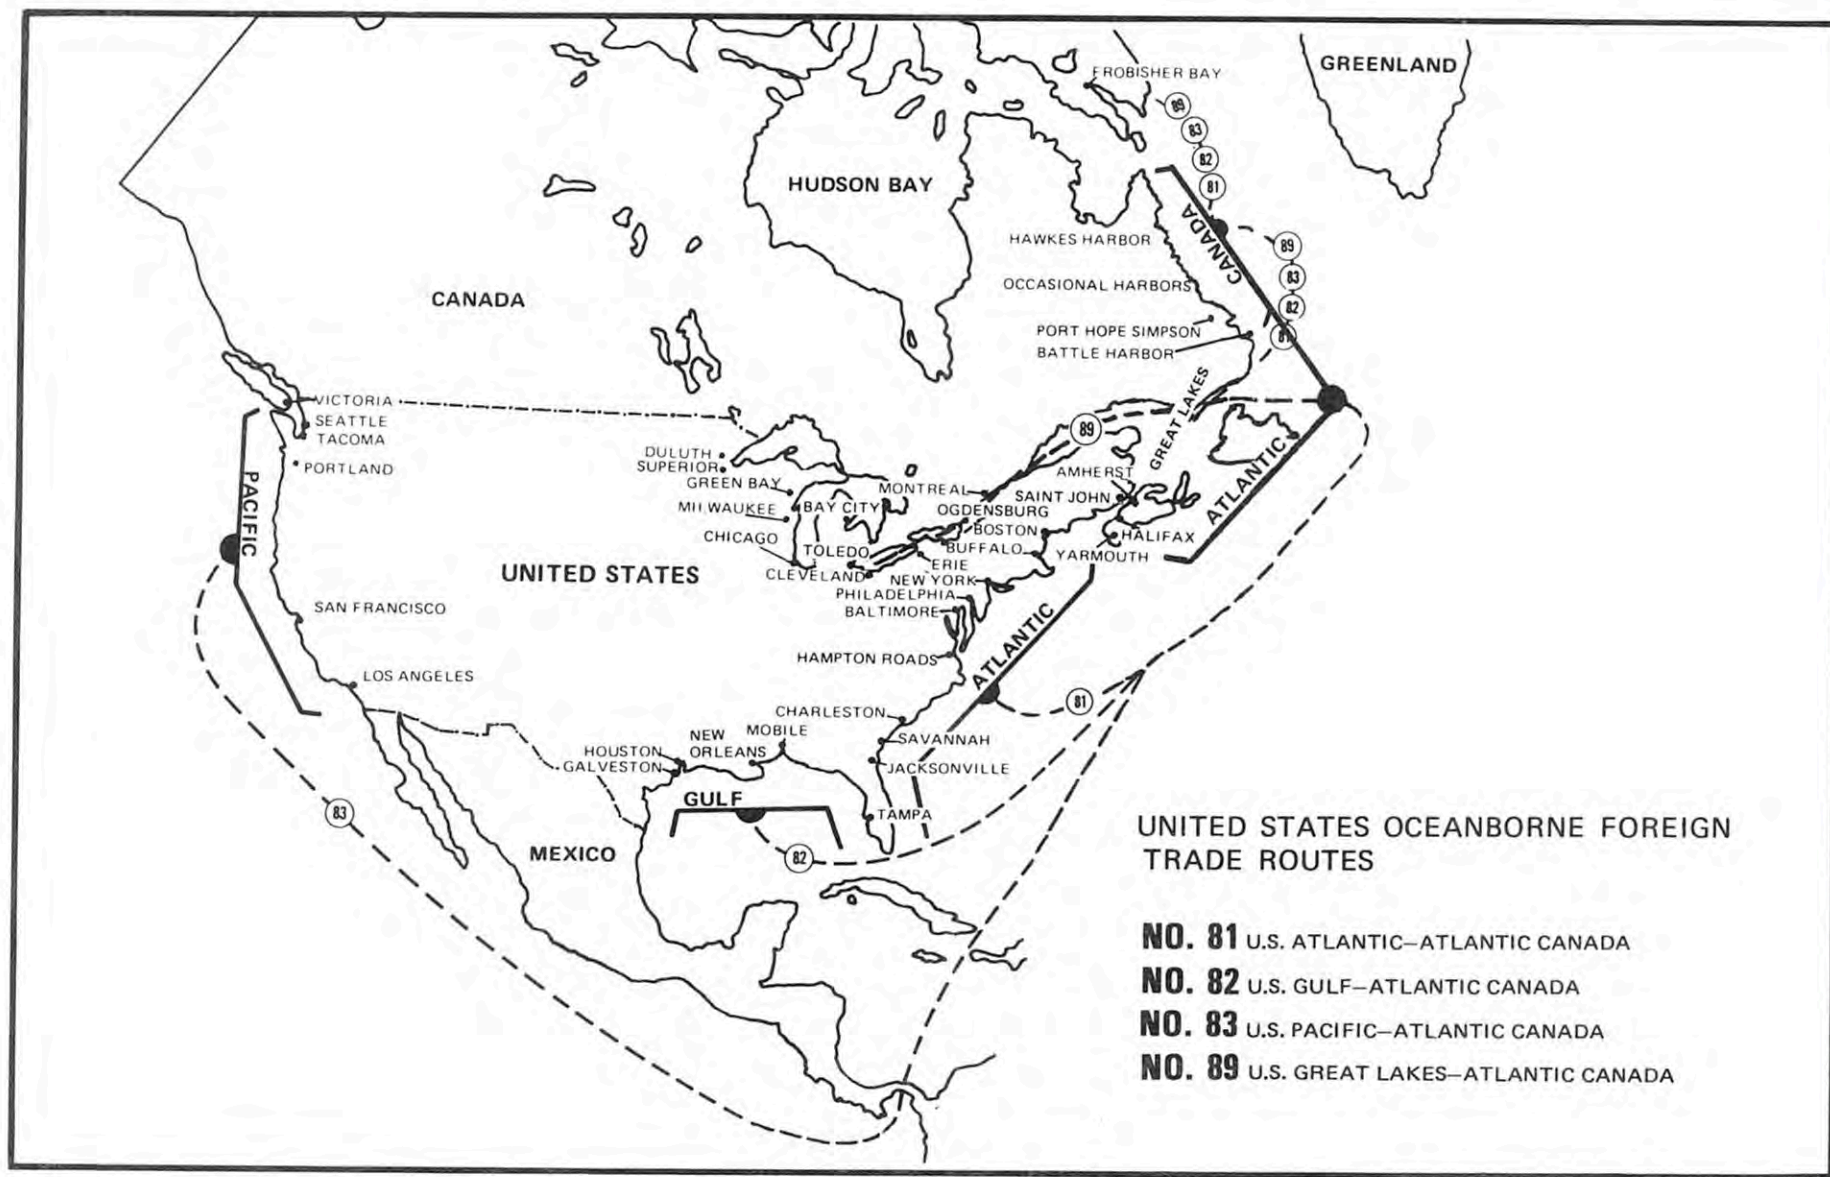 GREENLAND
FROBISHER BAY
89
83
82
81
HUDSON BAY
CANADA
HAWKES HARBOR
89
OCCASIONAL HARBORS
83
CANADA
82
PORT HOPE SIMPSON
81
BATTLE HARBOR
VICTORIA
SEATTLE
TACOMA
PORTLAND
PACIFIC
GREAT LAKES
89
ATLANTIC
DULUTH
SUPERIOR
GREEN BAY
MILWAUKEE
BAY CITY
CHICAGO
TOLEDO
CLEVELAND
MONTREAL
AMHERST
SAINT JOHN
OGDENSBURG
BOSTON
HALIFAX
BUFFALO
YARMOUTH
ERIE
NEW YORK
PHILADELPHIA
BALTIMORE
UNITED STATES
SAN FRANCISCO
LOS ANGELES
HAMPTON ROADS
ATLANTIC
81
CHARLESTON
SAVANNAH
JACKSONVILLE
MOBILE
NEW
ORLEANS
HOUSTON
GALVESTON
GULF
TAMPA
83
MEXICO
82
UNITED STATES OCEANBORNE FOREIGN
TRADE ROUTES
NO. 81 U.S. ATLANTIC–ATLANTIC CANADA
NO. 82 U.S. GULF–ATLANTIC CANADA
NO. 83 U.S. PACIFIC–ATLANTIC CANADA
NO. 89 U.S. GREAT LAKES–ATLANTIC CANADA